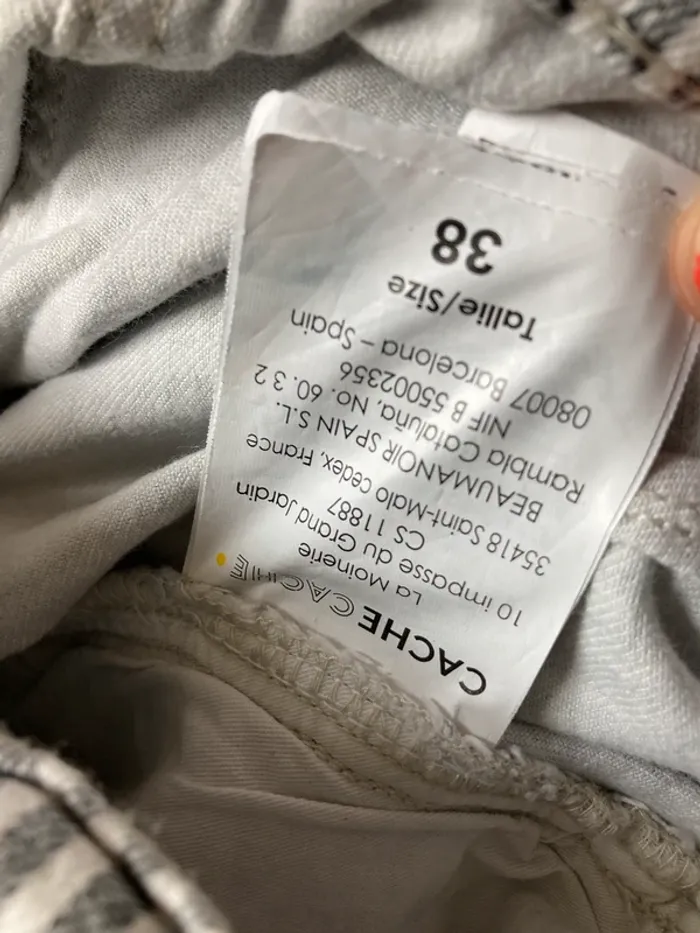 CACHE CACHE
La Moinerie
10 impasse du Grand Jardin
CS 11887
35418 Saint-Malo cedex, France
BEAUMANOIR SPAIN S.L.
Rambla Cataluna, No. 60. 3 2
NIF B 55002356
08007 Barcelona – Spain
Taille/Size
38